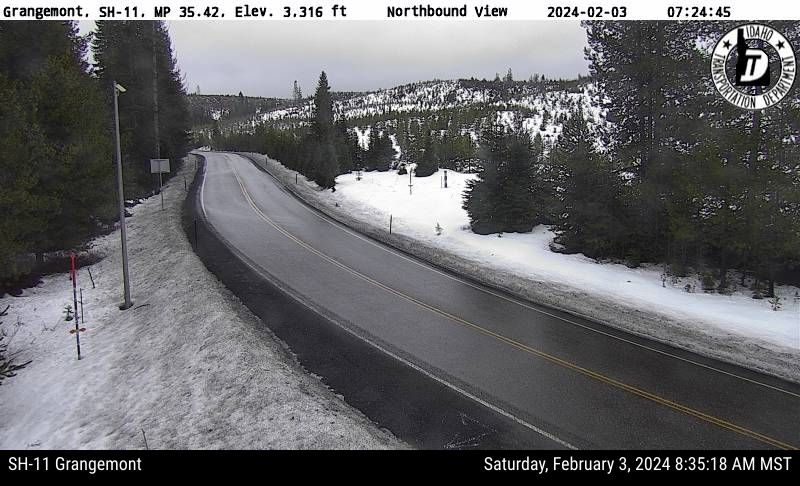 Grangemont, SH-11, MP 35.42, Elev. 3,316 ft Northbound View 2024-02-03 07:24:45
IDAHO
TRANSPORTATION DEPARTMENT
SH-11 Grangemont Saturday, February 3, 2024 8:35:18 AM MST